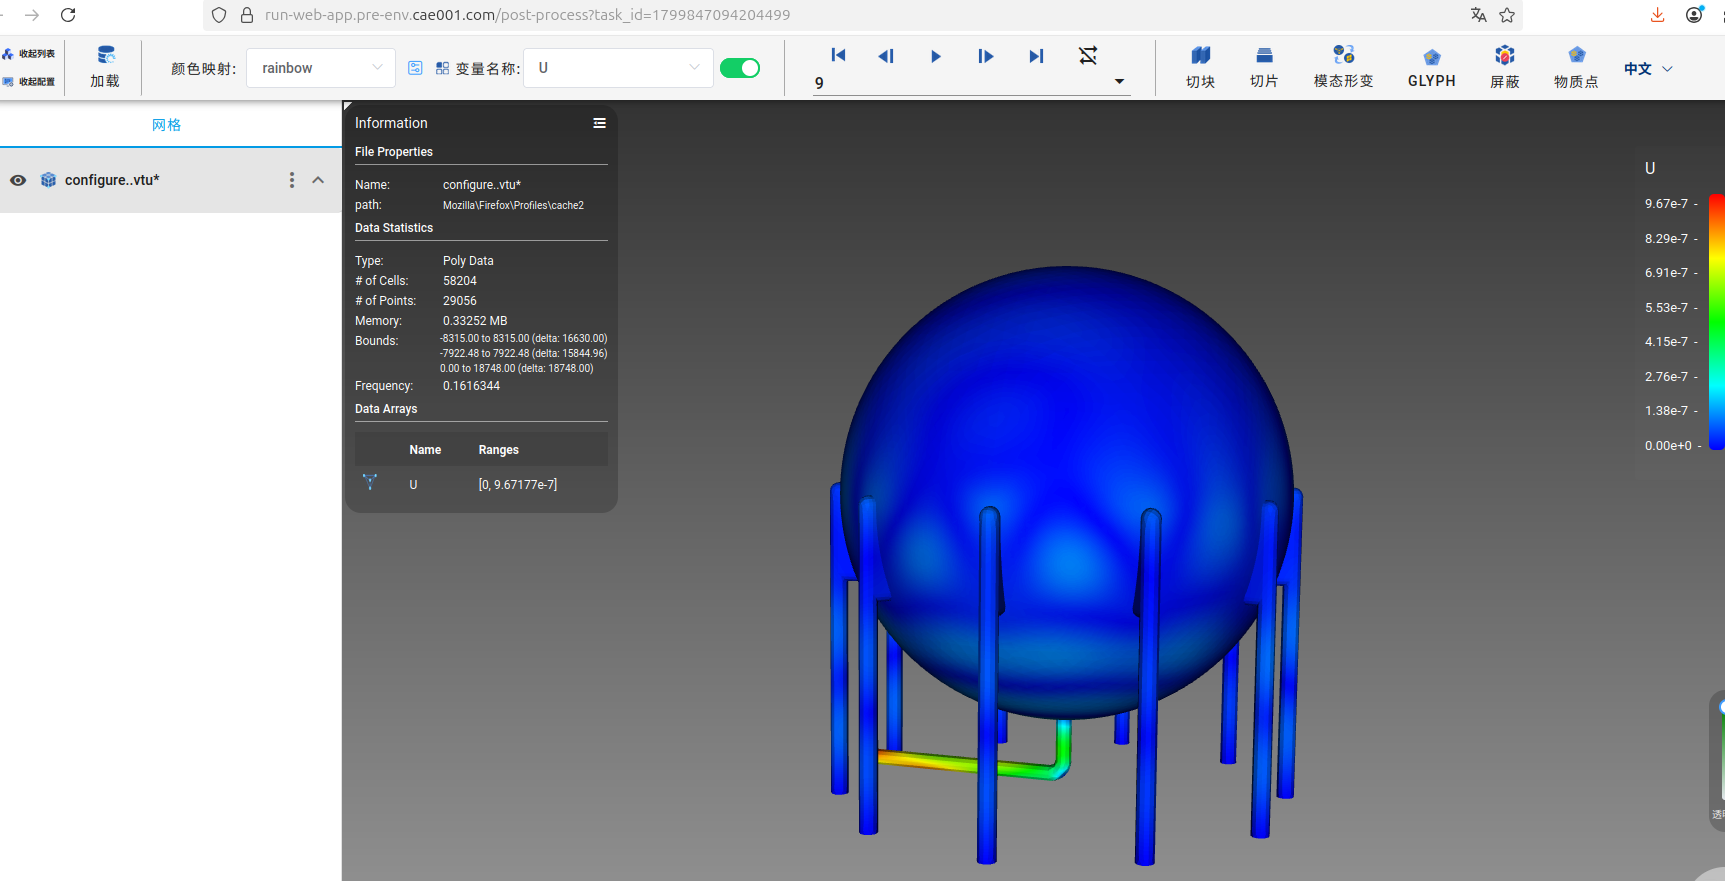 run-web-app.pre-env.cae001.com/post-process?task_id=1799847094204499
收起列表
收起配置
加载
颜色映射:
rainbow
变量名称:
U
9
切块
切片
模态形变
GLYPH
屏蔽
物质点
中文
网格
configure..vtu*
Information
File Properties
Name: configure..vtu*
path: Mozilla\Firefox\Profiles\cache2
Data Statistics
Type: Poly Data
# of Cells: 58204
# of Points: 29056
Memory: 0.33252 MB
Bounds: -8315.00 to 8315.00 (delta: 16630.00)
-7922.48 to 7922.48 (delta: 15844.96)
0.00 to 18748.00 (delta: 18748.00)
Frequency: 0.1616344
Data Arrays
Name Ranges
U [0, 9.67177e-7]
U
9.67e-7 -
8.29e-7 -
6.91e-7 -
5.53e-7 -
4.15e-7 -
2.76e-7 -
1.38e-7 -
0.00e+0 -